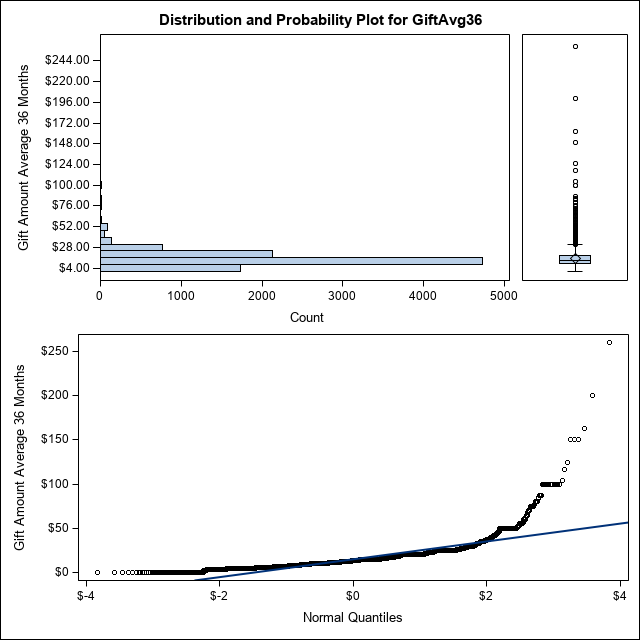 Distribution and Probability Plot for GiftAvg36
Gift Amount Average 36 Months
$244.00
$220.00
$196.00
$172.00
$148.00
$124.00
$100.00
$76.00
$52.00
$28.00
$4.00
0 1000 2000 3000 4000 5000
Count
Gift Amount Average 36 Months
$250
$200
$150
$100
$50
$0
$-4 $-2 $0 $2 $4
Normal Quantiles